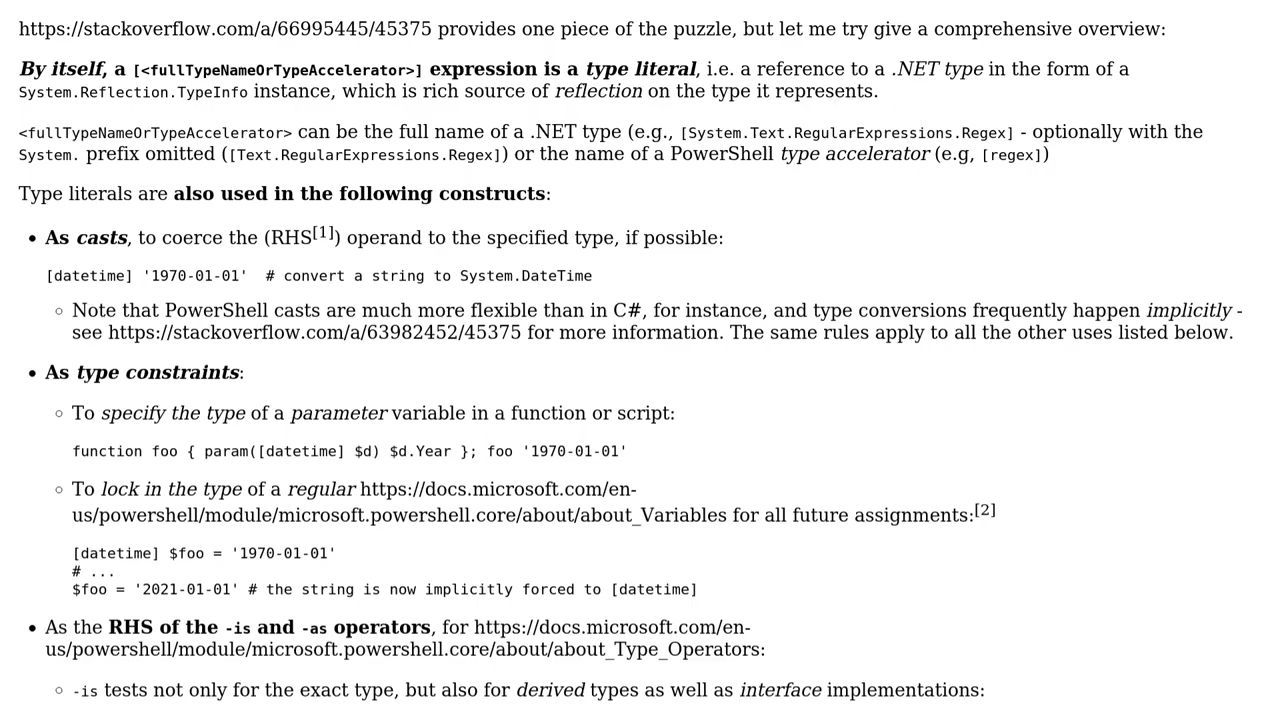 https://stackoverflow.com/a/66995445/45375 provides one piece of the puzzle, but let me try give a comprehensive overview:
By itself, a [<fullTypeNameOrTypeAccelerator>] expression is a type literal, i.e. a reference to a .NET type in the form of a
System.Reflection.TypeInfo instance, which is rich source of reflection on the type it represents.
<fullTypeNameOrTypeAccelerator> can be the full name of a .NET type (e.g., [System.Text.RegularExpressions.Regex] - optionally with the
System. prefix omitted ([Text.RegularExpressions.Regex]) or the name of a PowerShell type accelerator (e.g, [regex])
Type literals are also used in the following constructs:
• As casts, to coerce the (RHS[1]) operand to the specified type, if possible:
[datetime] '1970-01-01'  # convert a string to System.DateTime
◦ Note that PowerShell casts are much more flexible than in C#, for instance, and type conversions frequently happen implicitly -
see https://stackoverflow.com/a/63982452/45375 for more information. The same rules apply to all the other uses listed below.
• As type constraints:
◦ To specify the type of a parameter variable in a function or script:
function foo { param([datetime] $d) $d.Year }; foo '1970-01-01'
◦ To lock in the type of a regular https://docs.microsoft.com/en-
us/powershell/module/microsoft.powershell.core/about/about_Variables for all future assignments:[2]
[datetime] $foo = '1970-01-01'
# ...
$foo = '2021-01-01' # the string is now implicitly forced to [datetime]
• As the RHS of the -is and -as operators, for https://docs.microsoft.com/en-
us/powershell/module/microsoft.powershell.core/about/about_Type_Operators:
◦ -is tests not only for the exact type, but also for derived types as well as interface implementations: